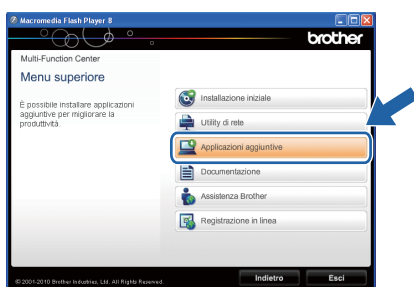 Macromedia Flash Player 8
brother
Multi-Function Center
Menu superiore
È possibile installare applicazioni
aggiuntive per migliorare la
produttività.
Installazione iniziale
Utility di rete
Applicazioni aggiuntive
Documentazione
Assistenza Brother
Registrazione in linea
© 2001-2010 Brother Industries, Ltd. All Rights Reserved.
Indietro
Esci